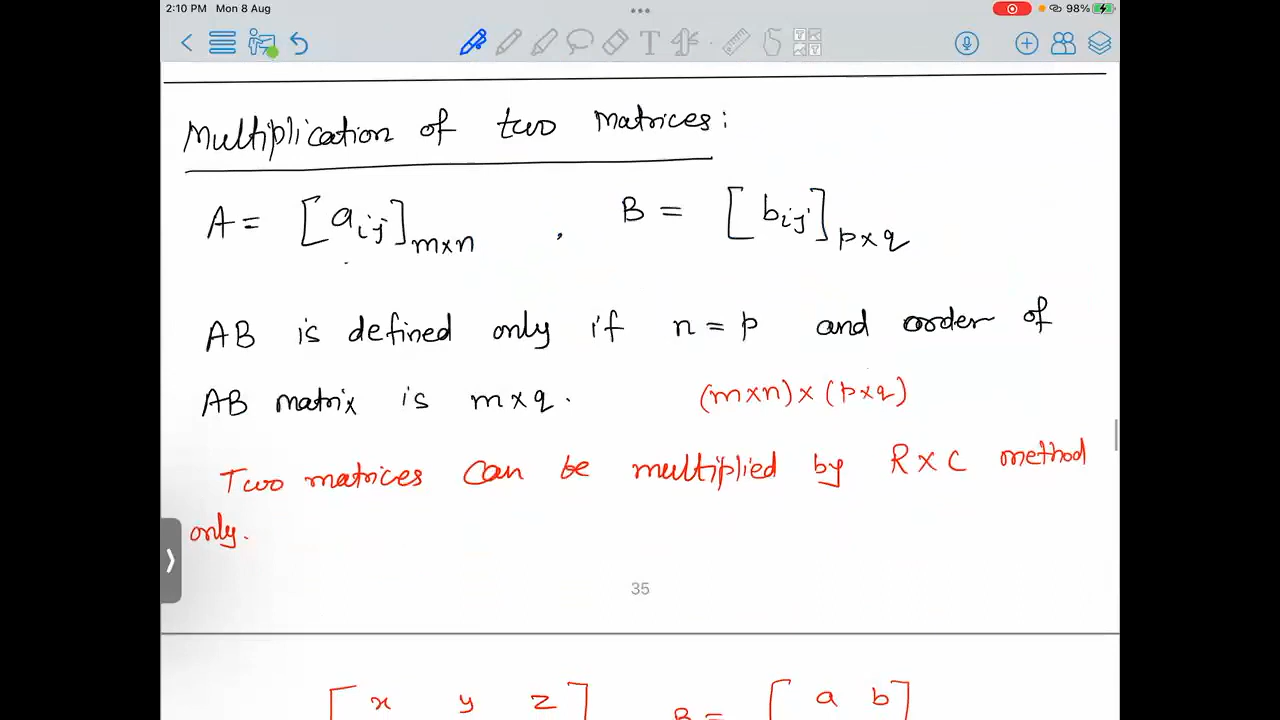 2:10 PM Mon 8 Aug
98%
T
Multiplication of two matrices:
A = [aij]m×n , B = [bij]p×q
AB is defined only if n = p and order of
AB matrix is m×q. (m×n)×(p×q)
Two matrices can be multiplied by R×C method
only.
35
x y z B = a b